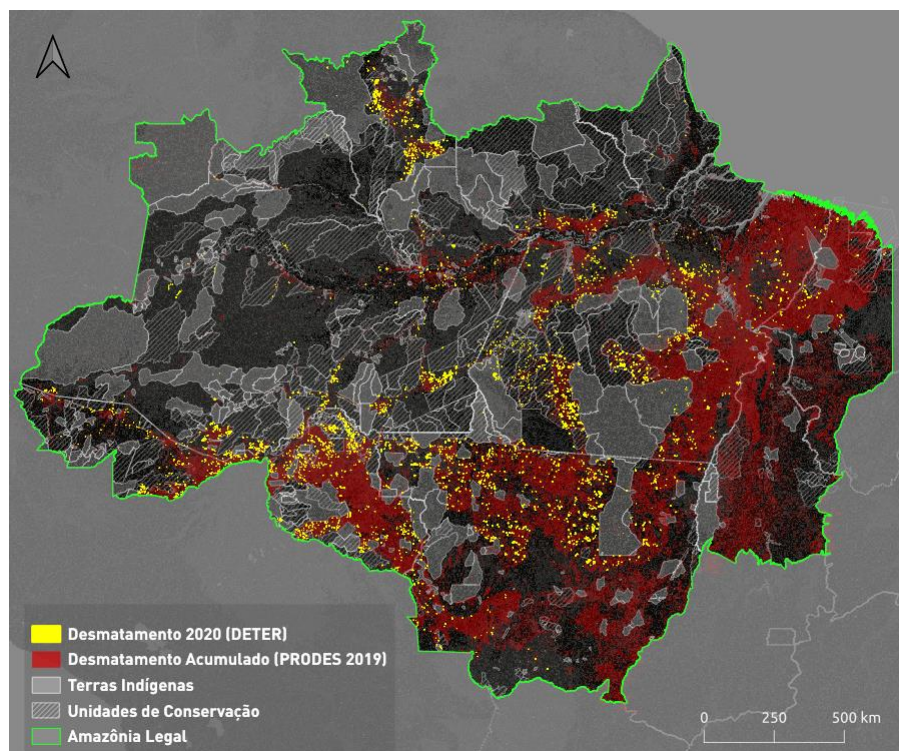 Desmatamento 2020 (DETER)
Desmatamento Acumulado (PRODES 2019)
Terras Indígenas
Unidades de Conservação
Amazônia Legal
0 250 500 km